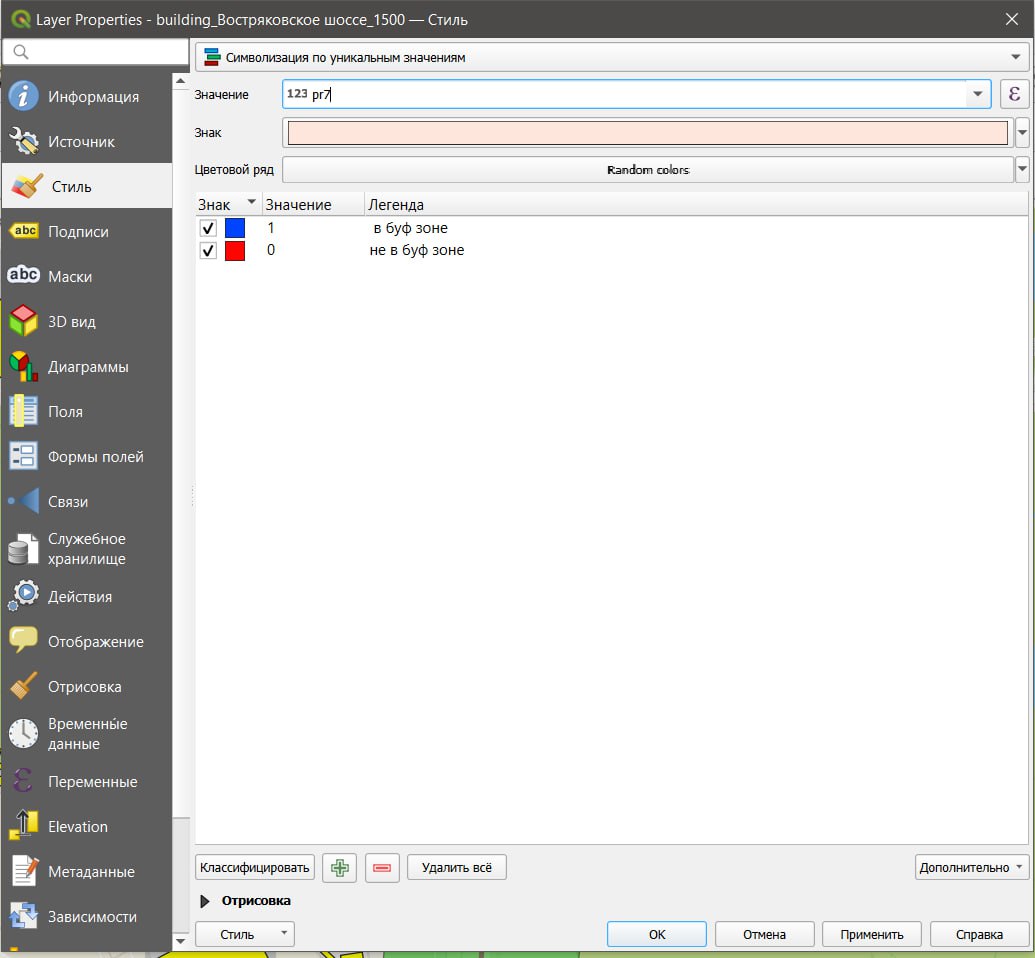 Layer Properties - building_Востряковское шоссе_1500 — Стиль
Символизация по уникальным значениям
Информация
Значение
123 pr7
ε
Источник
Знак
Стиль
Цветовой ряд
Random colors
Знак Значение Легенда
abc
Подписи
1 в буф зоне
0 не в буф зоне
abc
Маски
3D вид
Диаграммы
Поля
Формы полей
Связи
Служебное
хранилище
Действия
Отображение
Отрисовка
Временны́е
данные
ε
Переменные
Elevation
Метаданные
Зависимости
Классифицировать
Удалить всё
Дополнительно
Отрисовка
Стиль
OK
Отмена
Применить
Справка